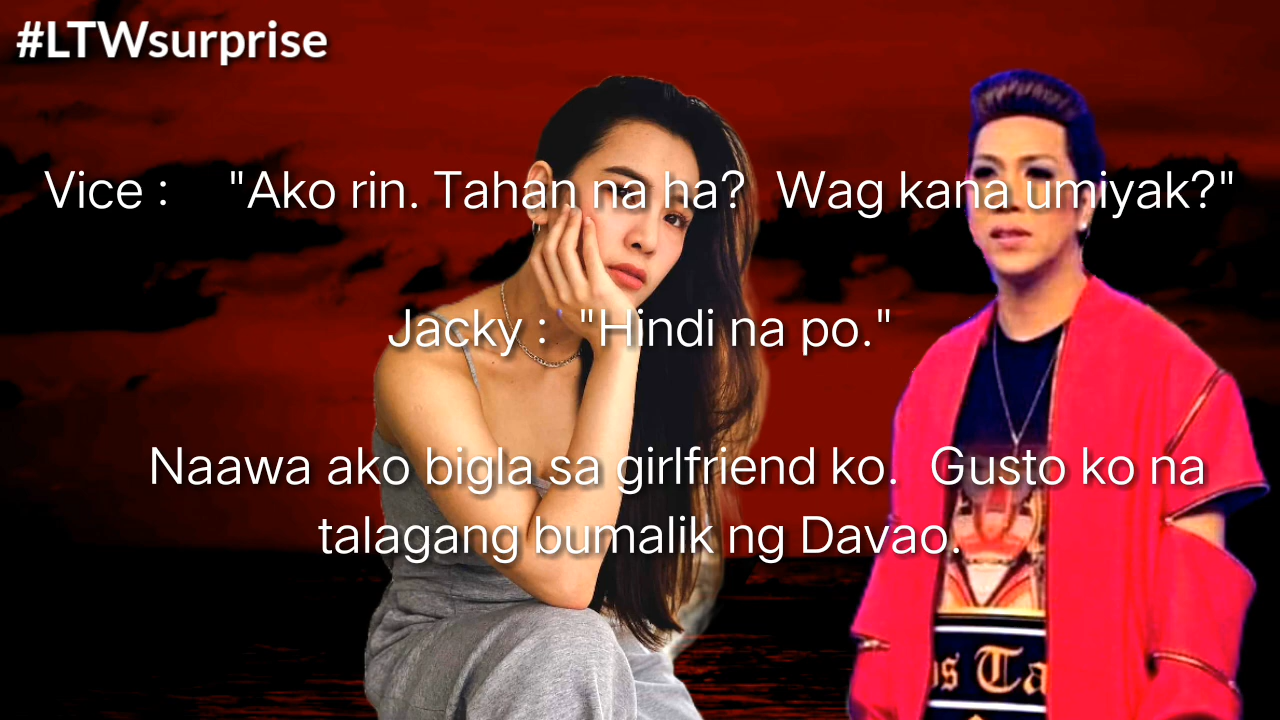 #LTWsurprise
Vice : "Ako rin. Tahan na ha? Wag kana umiyak?"
Jacky : "Hindi na po."
Naawa ako bigla sa girlfriend ko. Gusto ko na
talagang bumalik ng Davao.